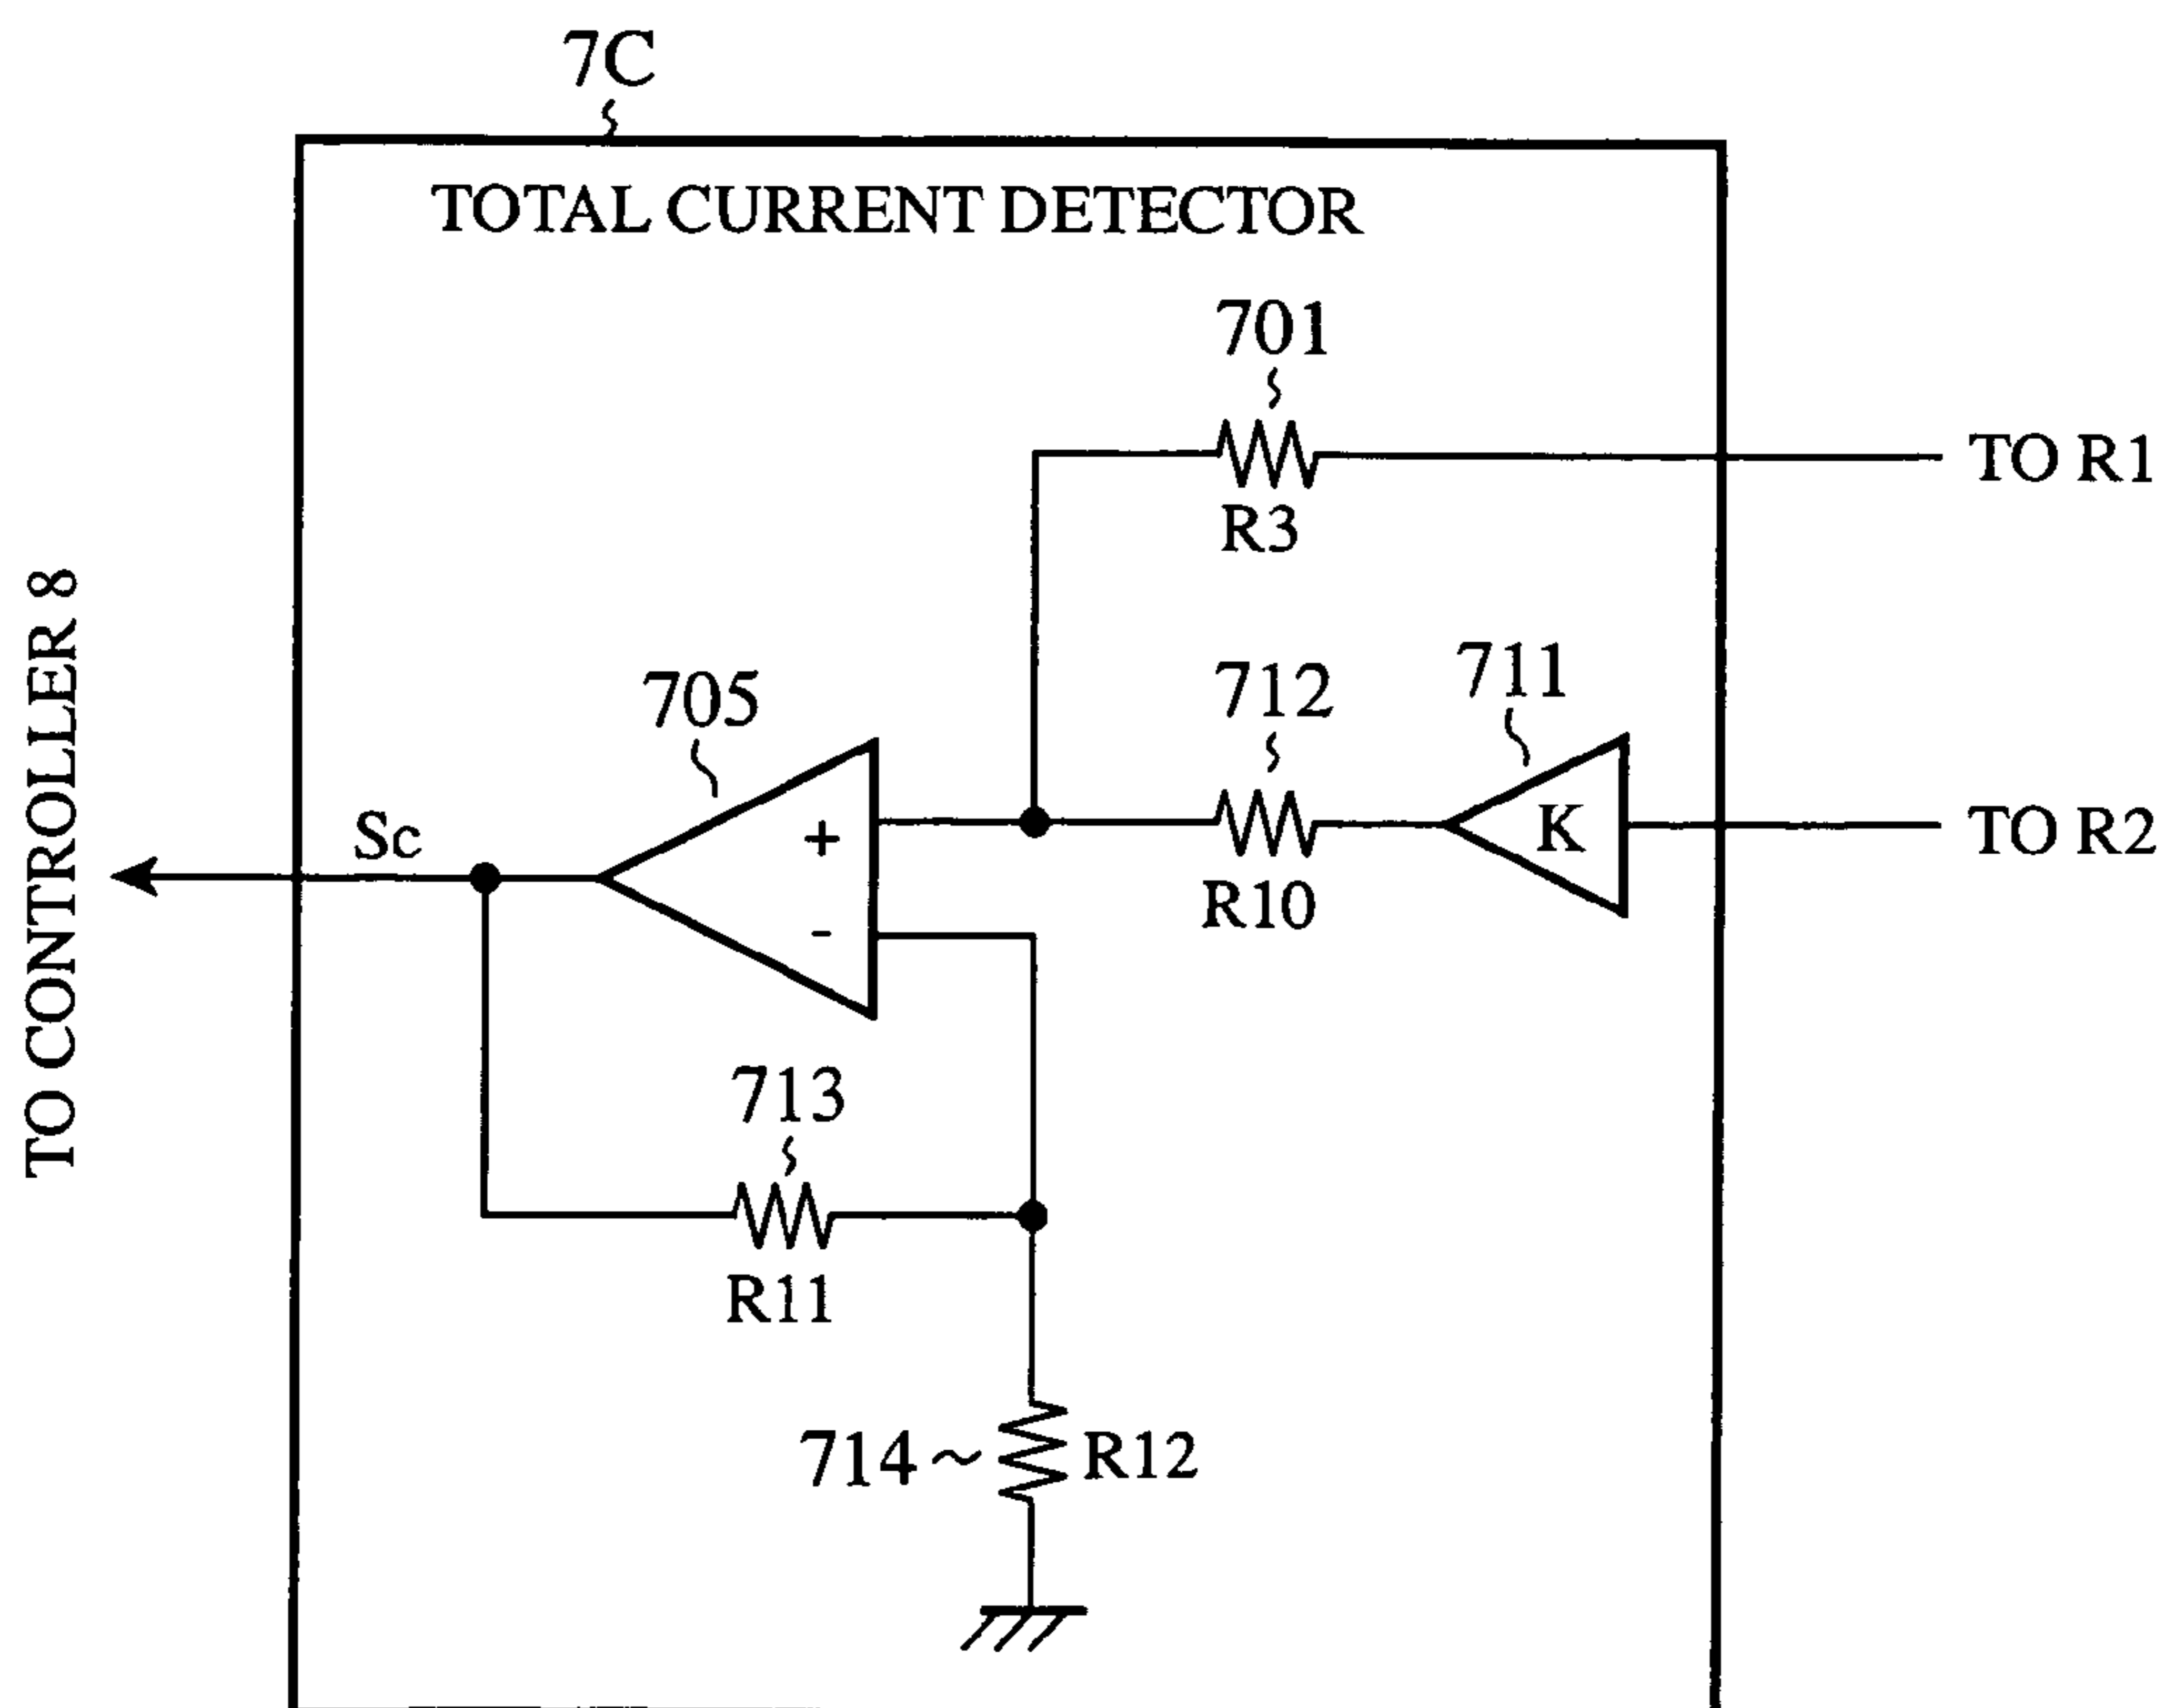 7C
TOTAL CURRENT DETECTOR
701
TO R1
R3
TO CONTROLLER 8
705
712
711
Sc
+
K
TO R2
R10
-
713
R11
714
R12